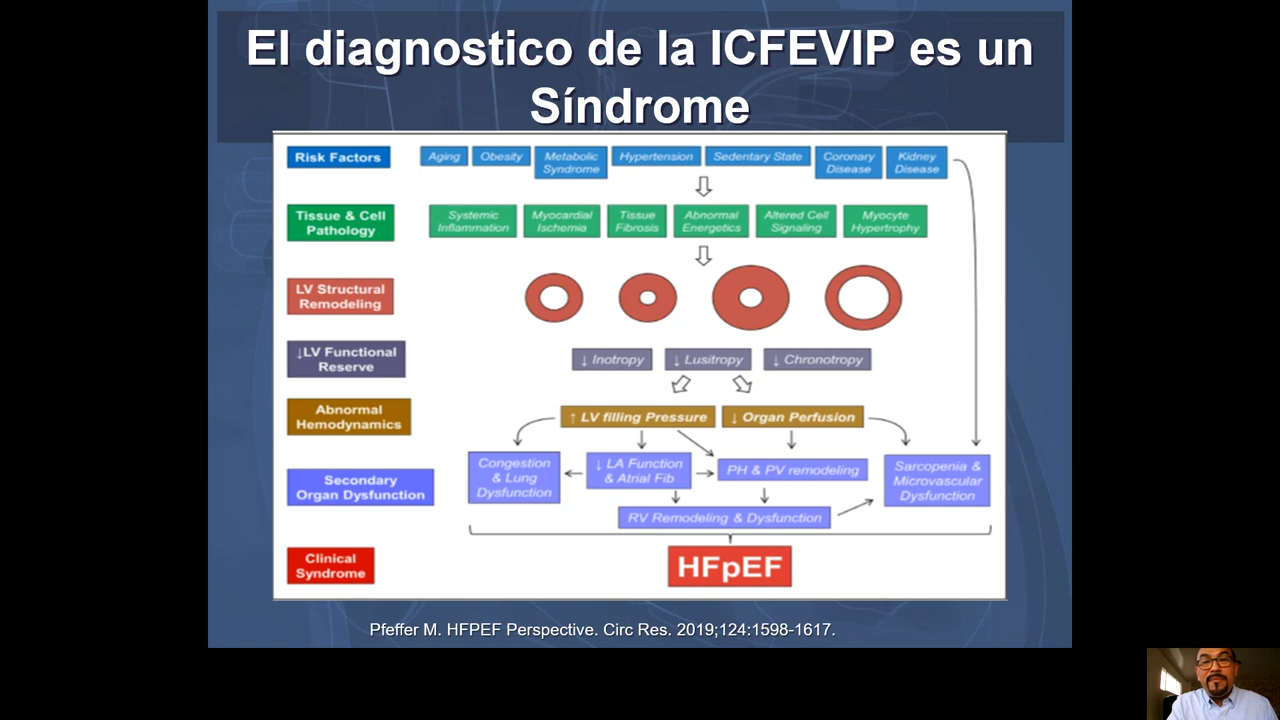 El diagnostico de la ICFEVIP es un
Síndrome
Risk Factors
Aging
Obesity
Metabolic
Syndrome
Hypertension
Sedentary State
Coronary
Disease
Kidney
Disease
Tissue & Cell
Pathology
Systemic
Inflammation
Myocardial
Ischemia
Tissue
Fibrosis
Abnormal
Energetics
Altered Cell
Signaling
Myocyte
Hypertrophy
LV Structural
Remodeling
↓LV Functional
Reserve
↓ Inotropy
↓ Lusitropy
↓ Chronotropy
Abnormal
Hemodynamics
↑ LV filling Pressure
↓ Organ Perfusion
Secondary
Organ Dysfunction
Congestion
& Lung
Dysfunction
↓ LA Function
& Atrial Fib
PH & PV remodeling
Sarcopenia &
Microvascular
Dysfunction
RV Remodeling & Dysfunction
Clinical
Syndrome
HFpEF
Pfeffer M. HFPEF Perspective. Circ Res. 2019;124:1598-1617.